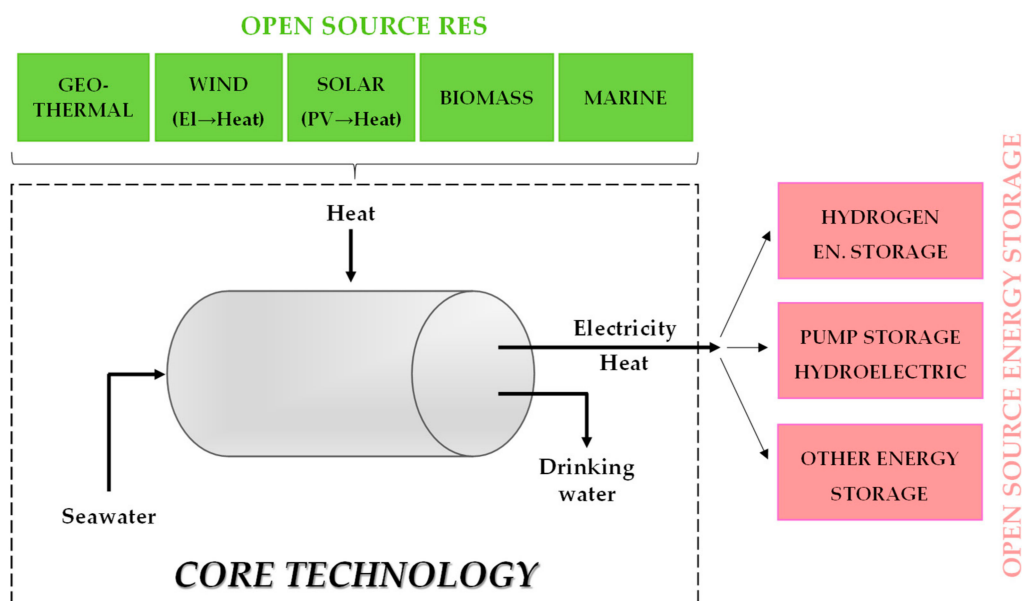 OPEN SOURCE RES
GEO-
THERMAL
WIND
(El→Heat)
SOLAR
(PV→Heat)
BIOMASS
MARINE
Heat
Electricity
Heat
Drinking
water
Seawater
CORE TECHNOLOGY
HYDROGEN
EN. STORAGE
PUMP STORAGE
HYDROELECTRIC
OTHER ENERGY
STORAGE
OPEN SOURCE ENERGY STORAGE